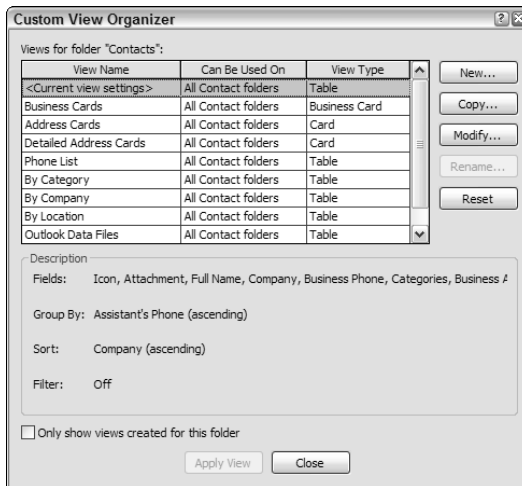 Custom View Organizer
Views for folder "Contacts":
View Name Can Be Used On View Type
<Current view settings> All Contact folders Table
Business Cards All Contact folders Business Card
Address Cards All Contact folders Card
Detailed Address Cards All Contact folders Card
Phone List All Contact folders Table
By Category All Contact folders Table
By Company All Contact folders Table
By Location All Contact folders Table
Outlook Data Files All Contact folders Table
New...
Copy...
Modify...
Rename...
Reset
Description
Fields: Icon, Attachment, Full Name, Company, Business Phone, Categories, Business A
Group By: Assistant's Phone (ascending)
Sort: Company (ascending)
Filter: Off
Only show views created for this folder
Apply View Close